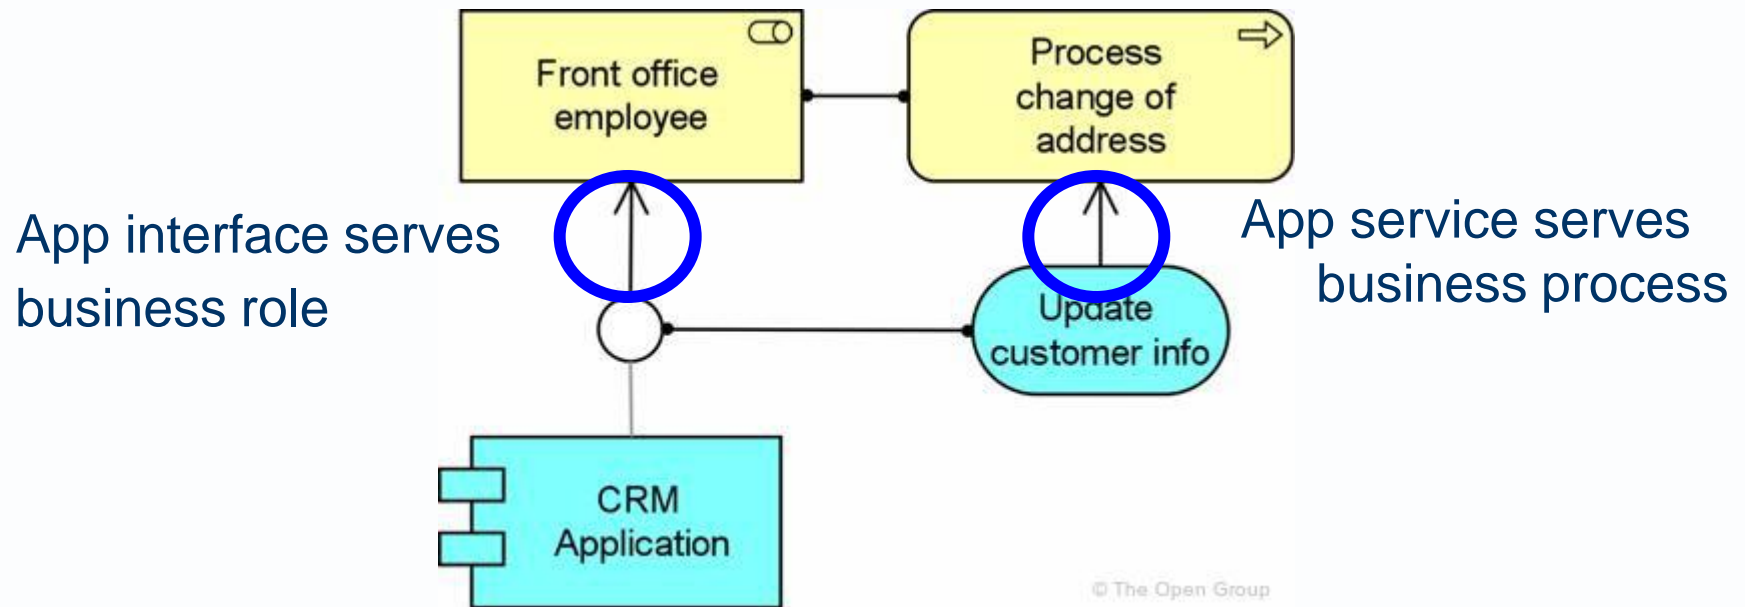 Front office
employee
Process
change of
address
App interface serves
business role
App service serves
business process
Update
customer info
CRM
Application
© The Open Group